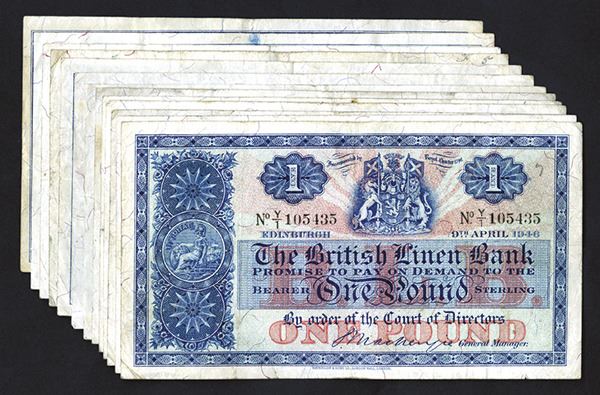 Incorporated by Royal Charter 1746
1 1
No Y/1 105435 No Y/1 105435
EDINBURGH 9TH APRIL 1946
The British Linen Bank
PROMISE TO PAY ON DEMAND TO THE
BEARER One Pound STERLING
By order of the Court of Directors
ONE POUND
General Manager.